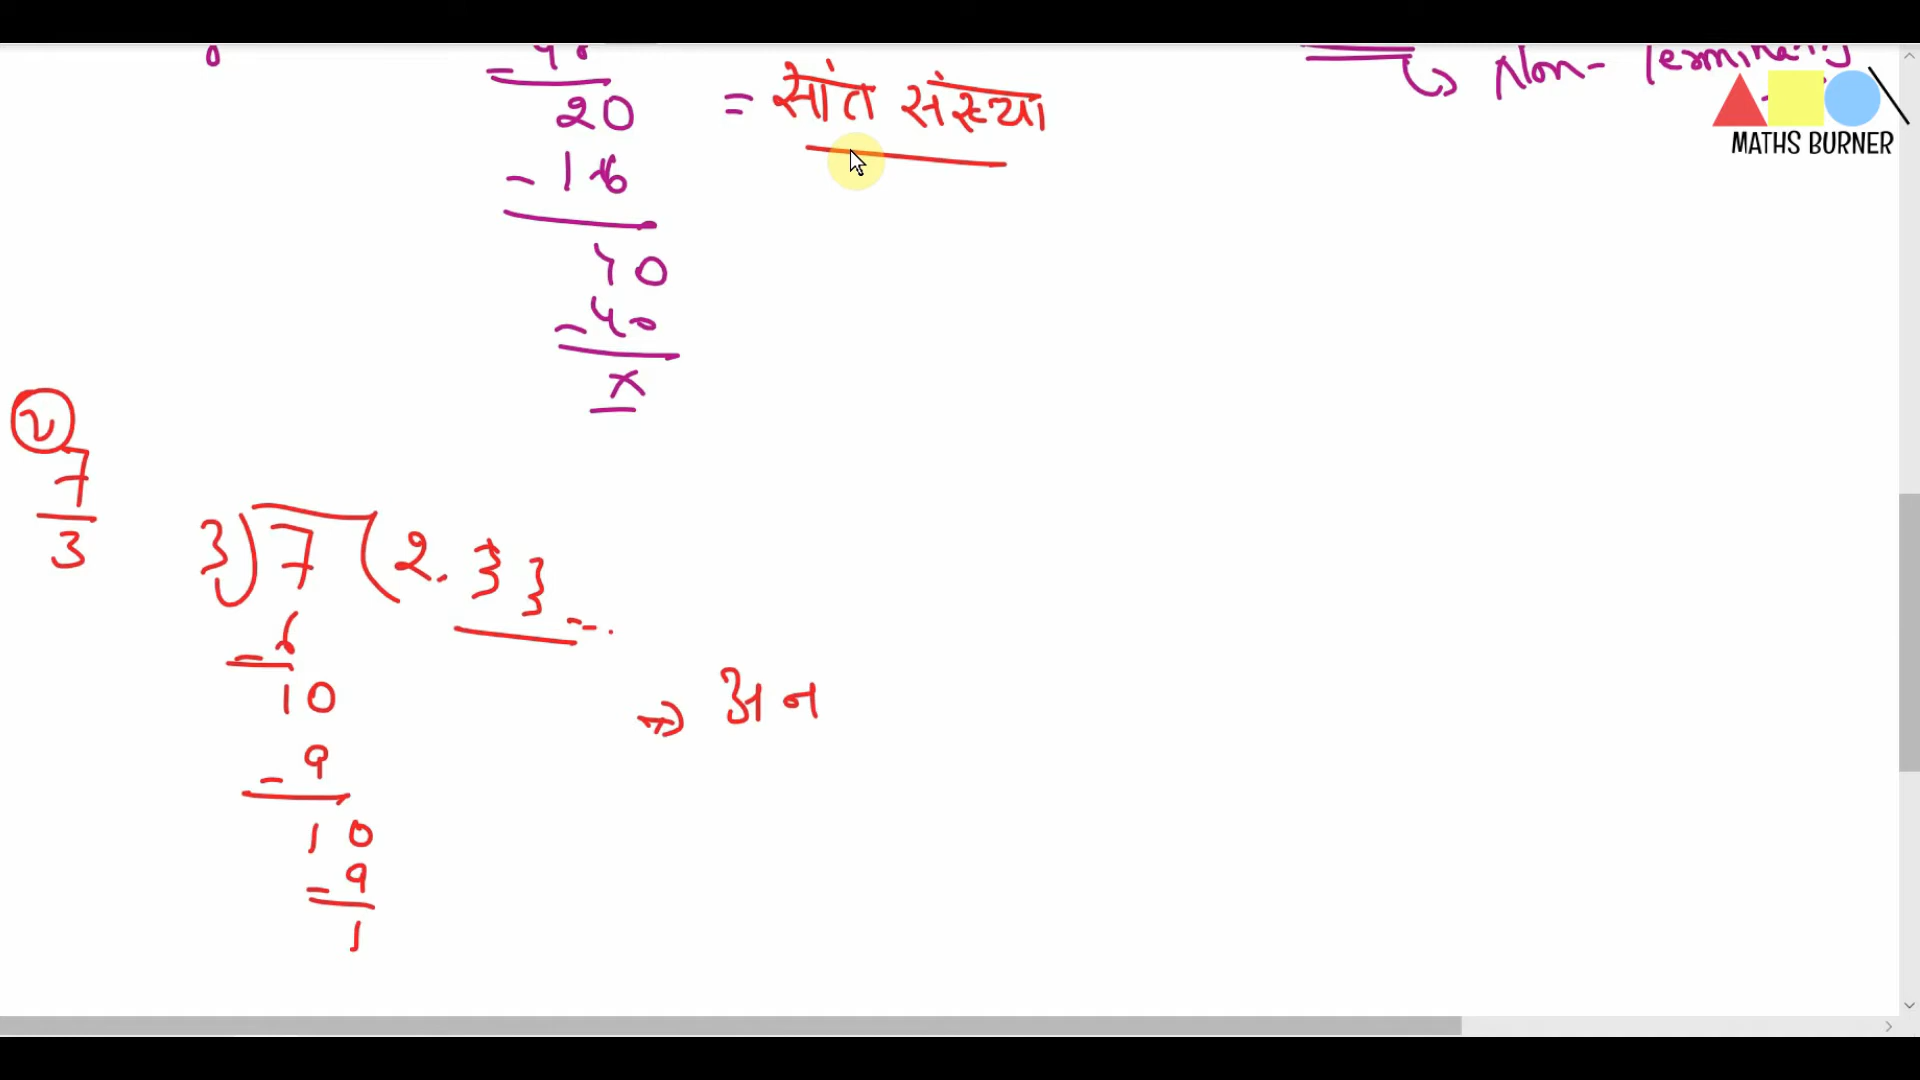 Non-Terminating
20
= सांत संख्या
MATHS BURNER
- 16
40
- 40
x
v
7
3
3) 7 (2.33--.
- 6
10
⇒ अन
- 9
10
- 9
1